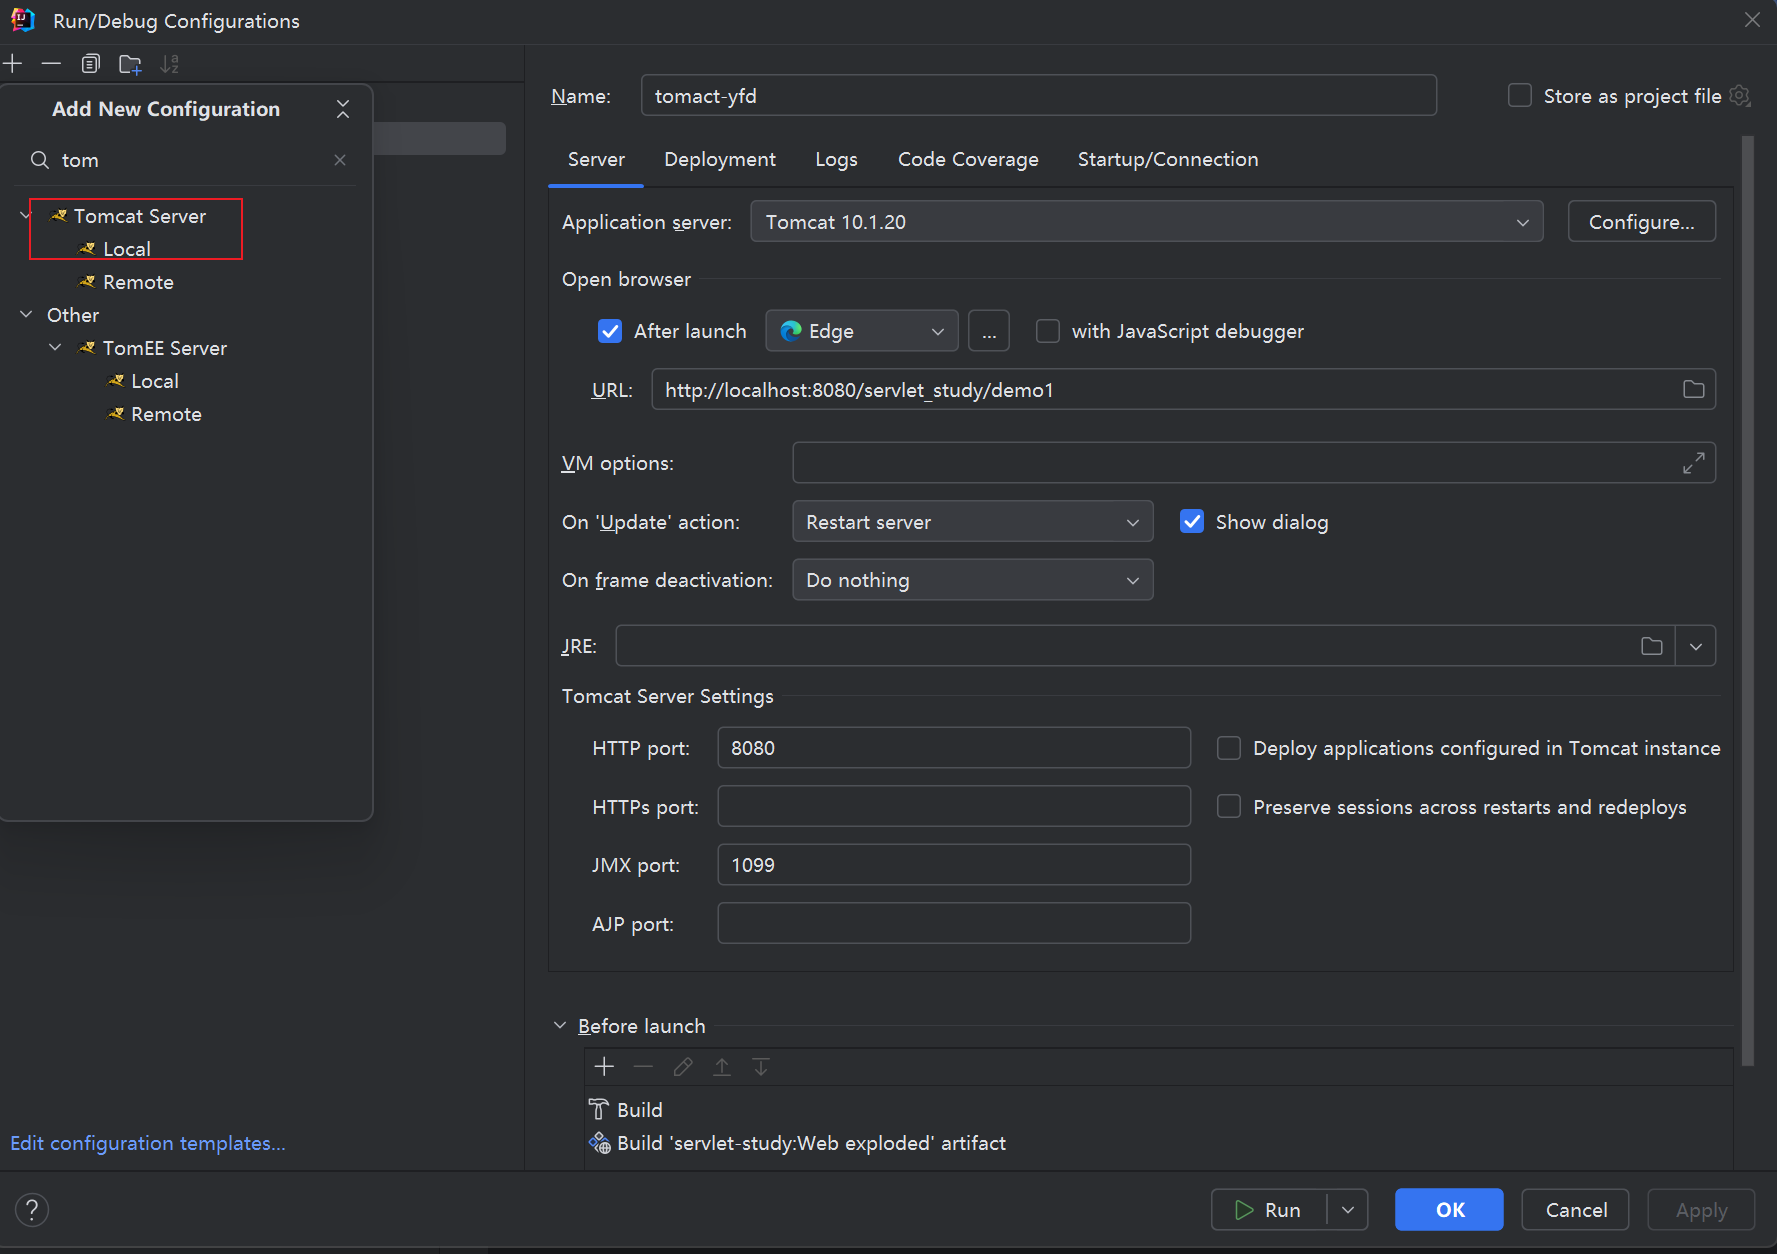 Run/Debug Configurations
Add New Configuration
tom
Tomcat Server
Local
Remote
Other
TomEE Server
Local
Remote
Edit configuration templates...
Name: tomact-yfd Store as project file
Server Deployment Logs Code Coverage Startup/Connection
Application server: Tomcat 10.1.20 Configure...
Open browser
After launch Edge ... with JavaScript debugger
URL: http://localhost:8080/servlet_study/demo1
VM options:
On 'Update' action: Restart server Show dialog
On frame deactivation: Do nothing
JRE:
Tomcat Server Settings
HTTP port: 8080 Deploy applications configured in Tomcat instance
HTTPs port: Preserve sessions across restarts and redeploys
JMX port: 1099
AJP port:
Before launch
Build
Build 'servlet-study:Web exploded' artifact
? Run OK Cancel Apply